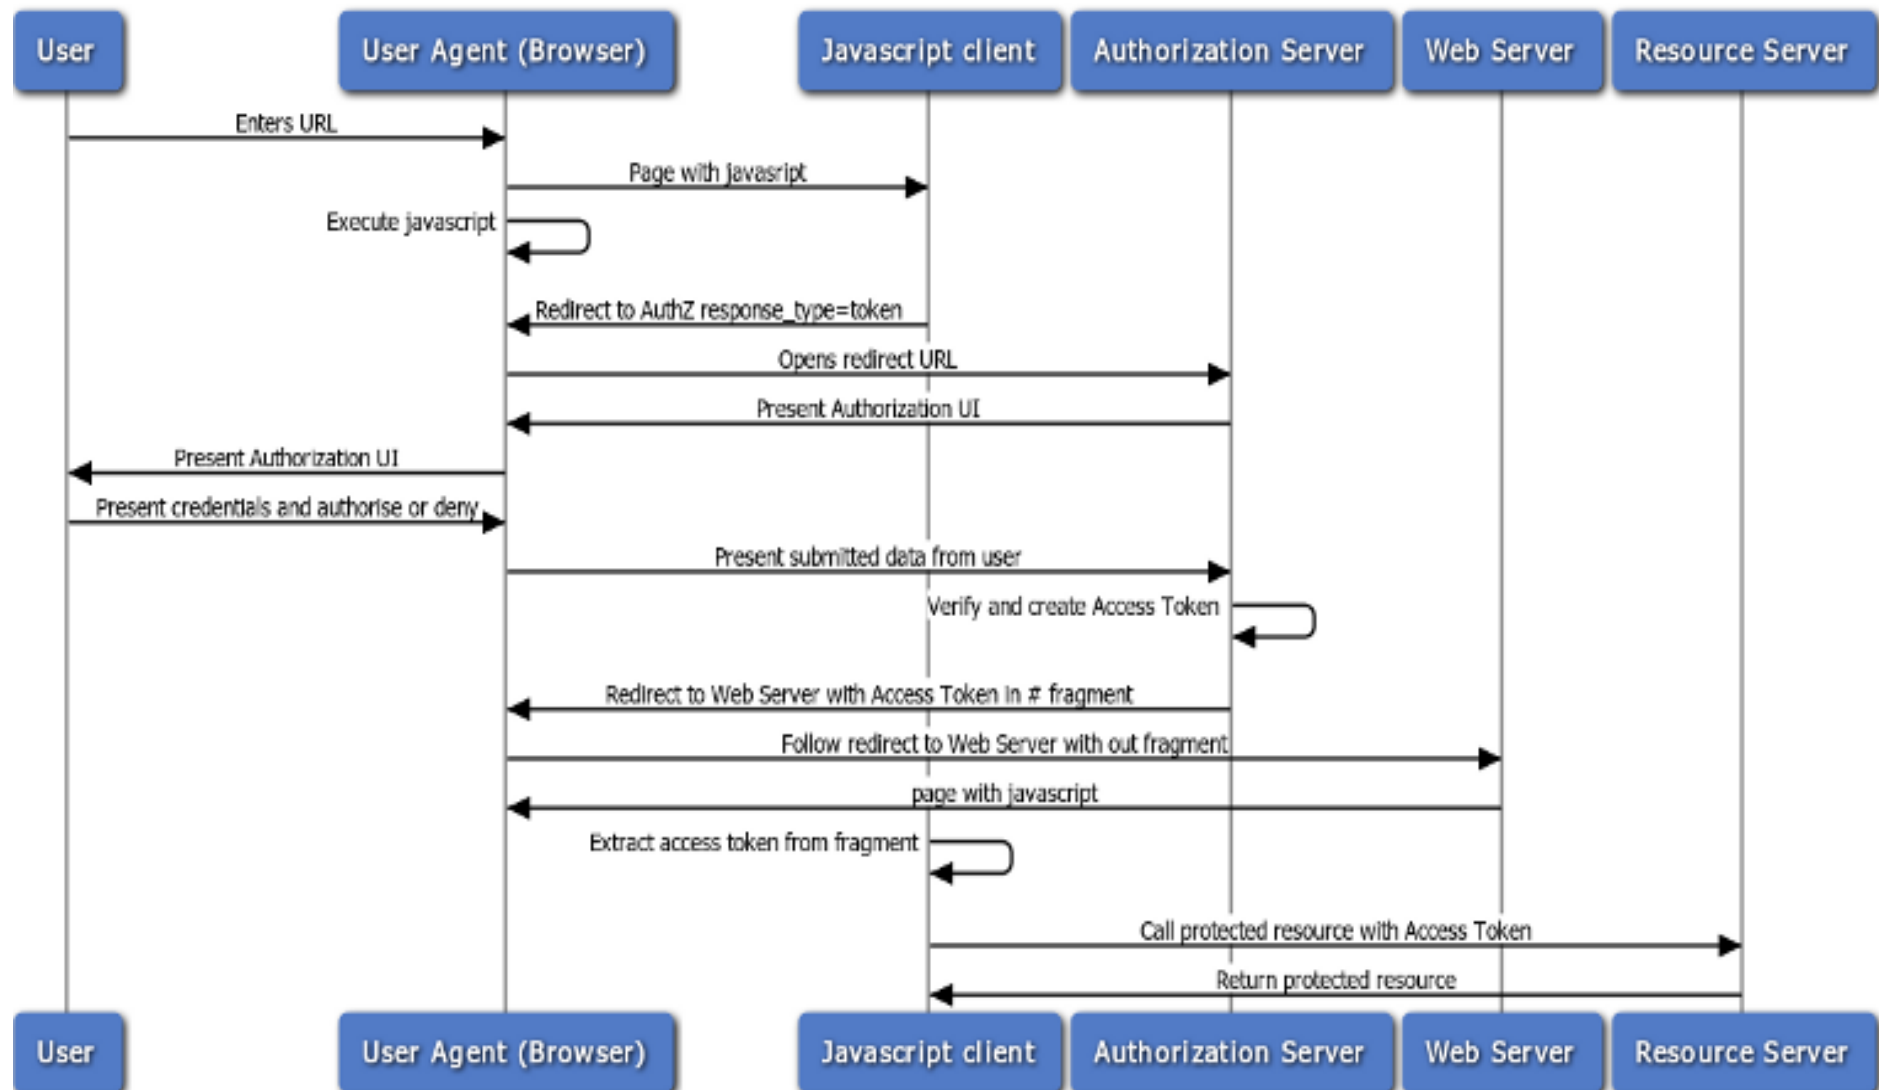 User
User Agent (Browser)
Javascript client
Authorization Server
Web Server
Resource Server
Enters URL
Page with javasript
Execute javascript
Redirect to AuthZ response_type=token
Opens redirect URL
Present Authorization UI
Present Authorization UI
Present credentials and authorise or deny
Present submitted data from user
Verify and create Access Token
Redirect to Web Server with Access Token in # fragment
Follow redirect to Web Server with out fragment
page with javascript
Extract access token from fragment
Call protected resource with Access Token
Return protected resource
User
User Agent (Browser)
Javascript client
Authorization Server
Web Server
Resource Server